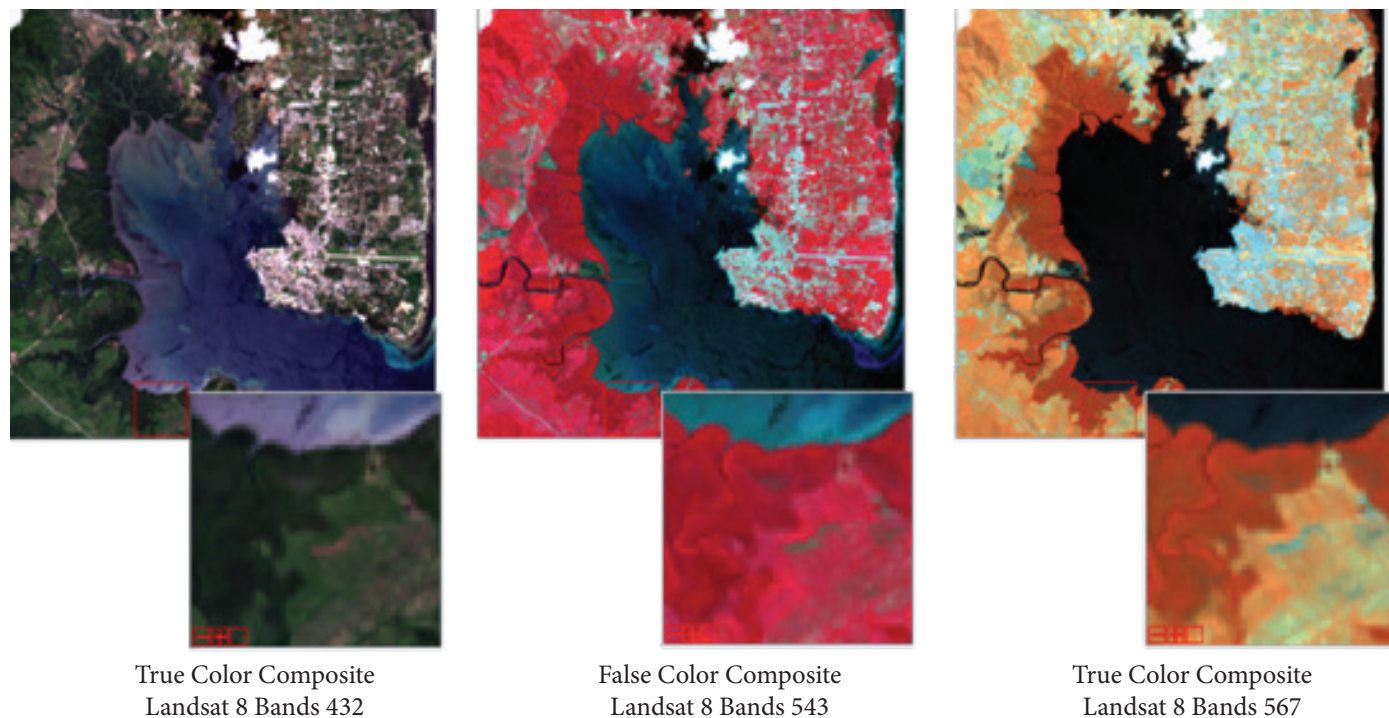 True Color Composite
Landsat 8 Bands 432
False Color Composite
Landsat 8 Bands 543
True Color Composite
Landsat 8 Bands 567